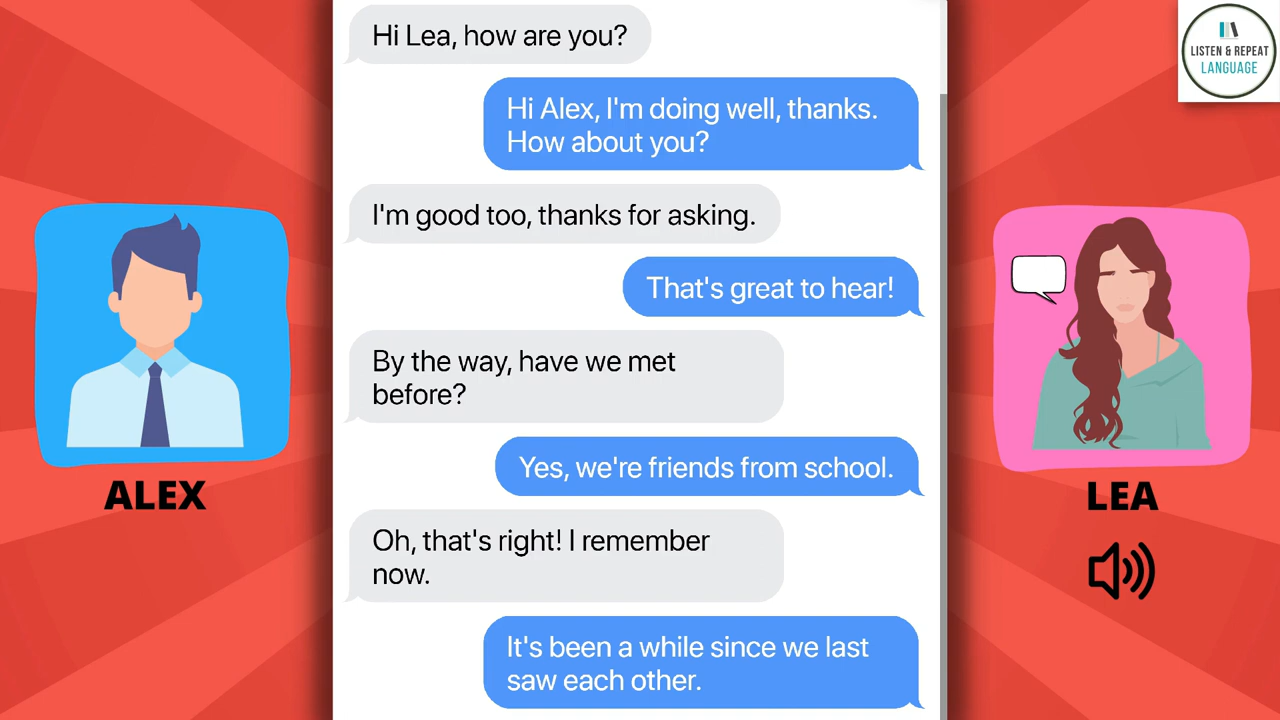 Hi Lea, how are you?
Hi Alex, I'm doing well, thanks.
How about you?
I'm good too, thanks for asking.
That's great to hear!
By the way, have we met
before?
Yes, we're friends from school.
Oh, that's right! I remember
now.
It's been a while since we last
saw each other.
ALEX
LEA
LISTEN & REPEAT
LANGUAGE